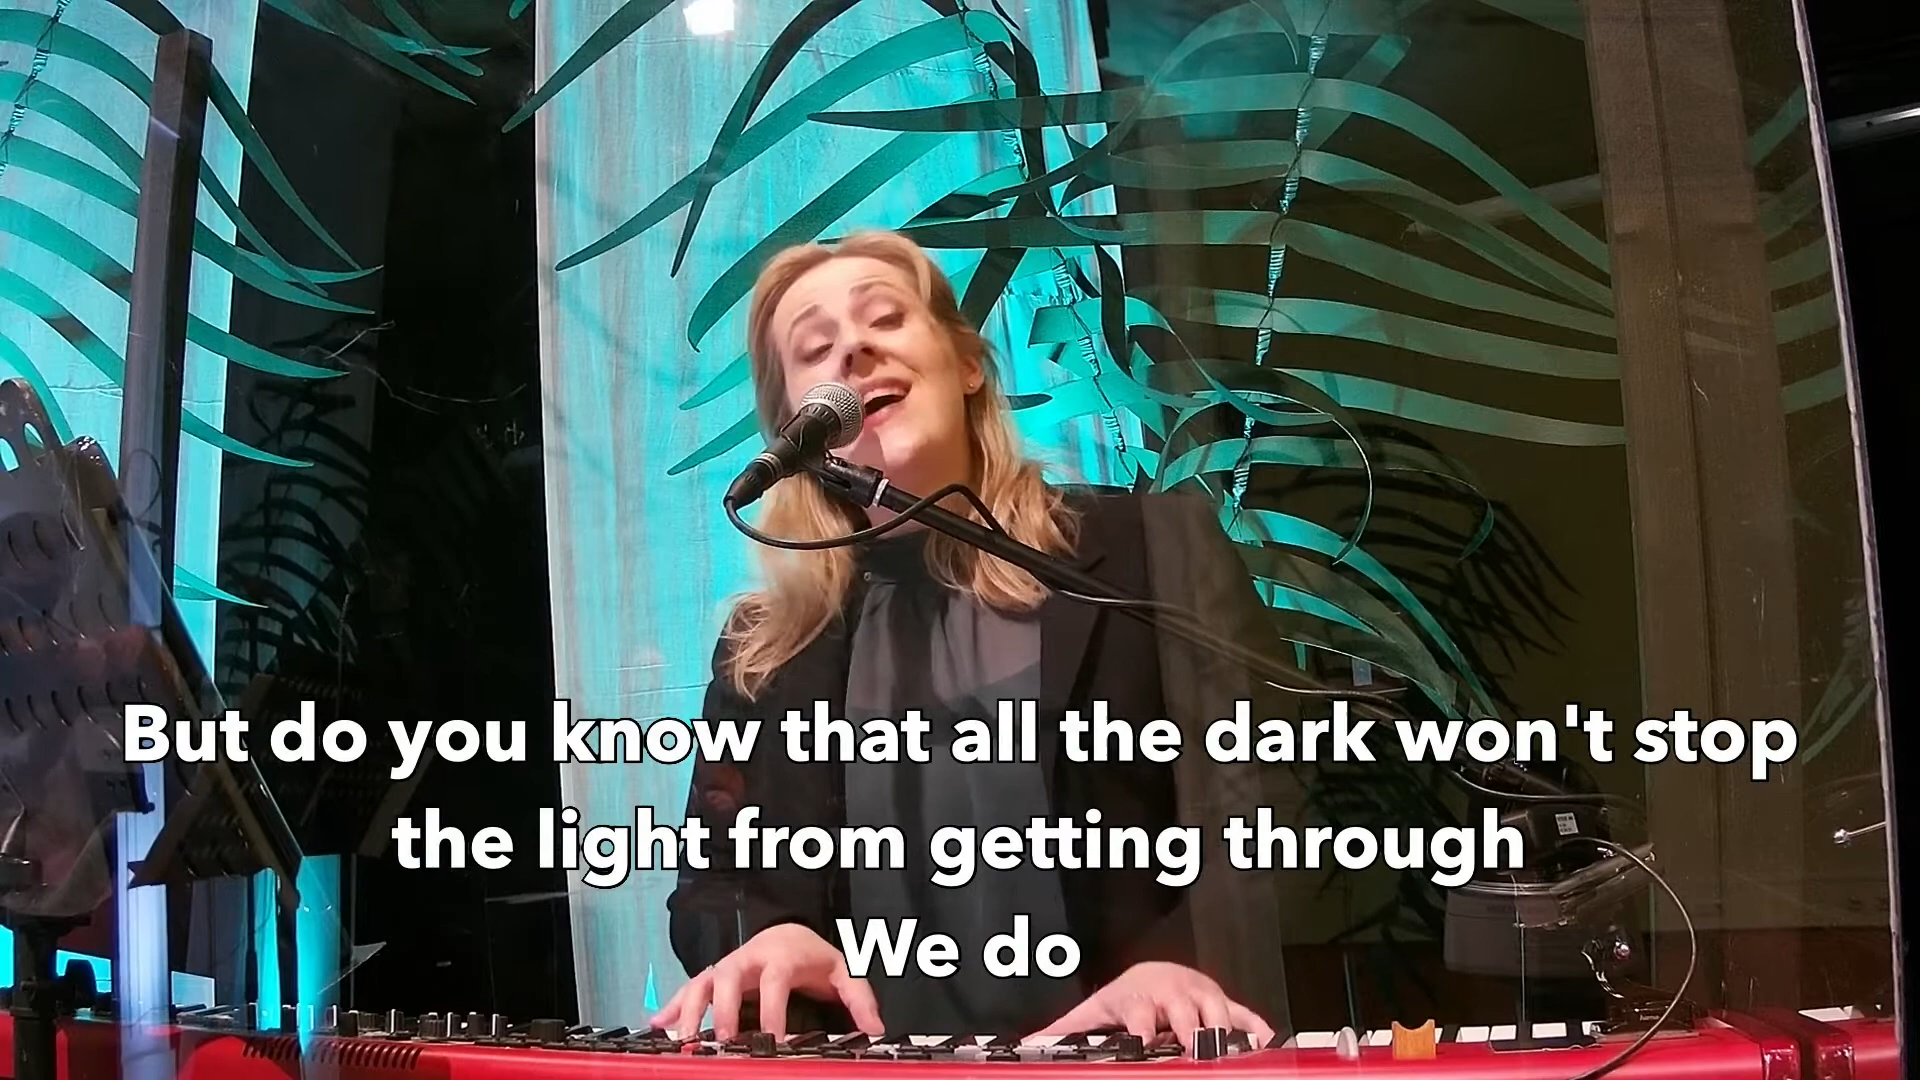 But do you know that all the dark won't stop
the light from getting through
We do